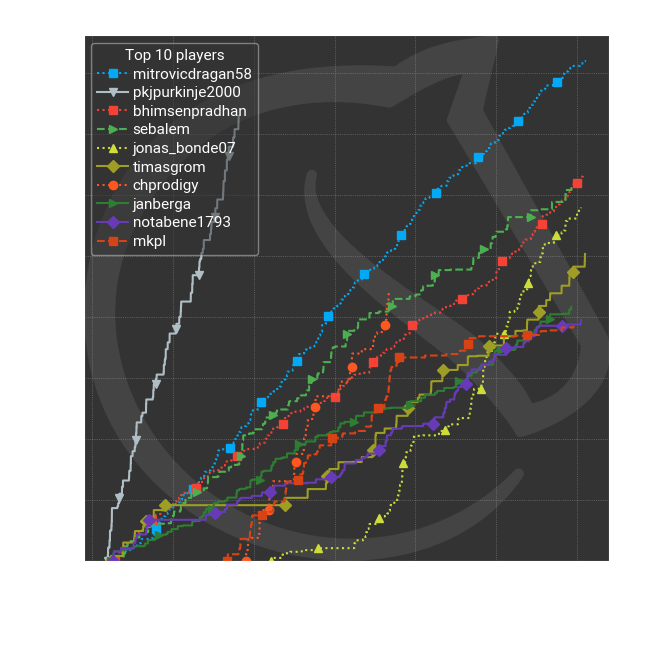 Top 10 players
mitrovicdragan58
pkjpurkinje2000
bhimsenpradhan
sebalem
jonas_bonde07
timasgrom
chprodigy
janberga
notabene1793
mkpl